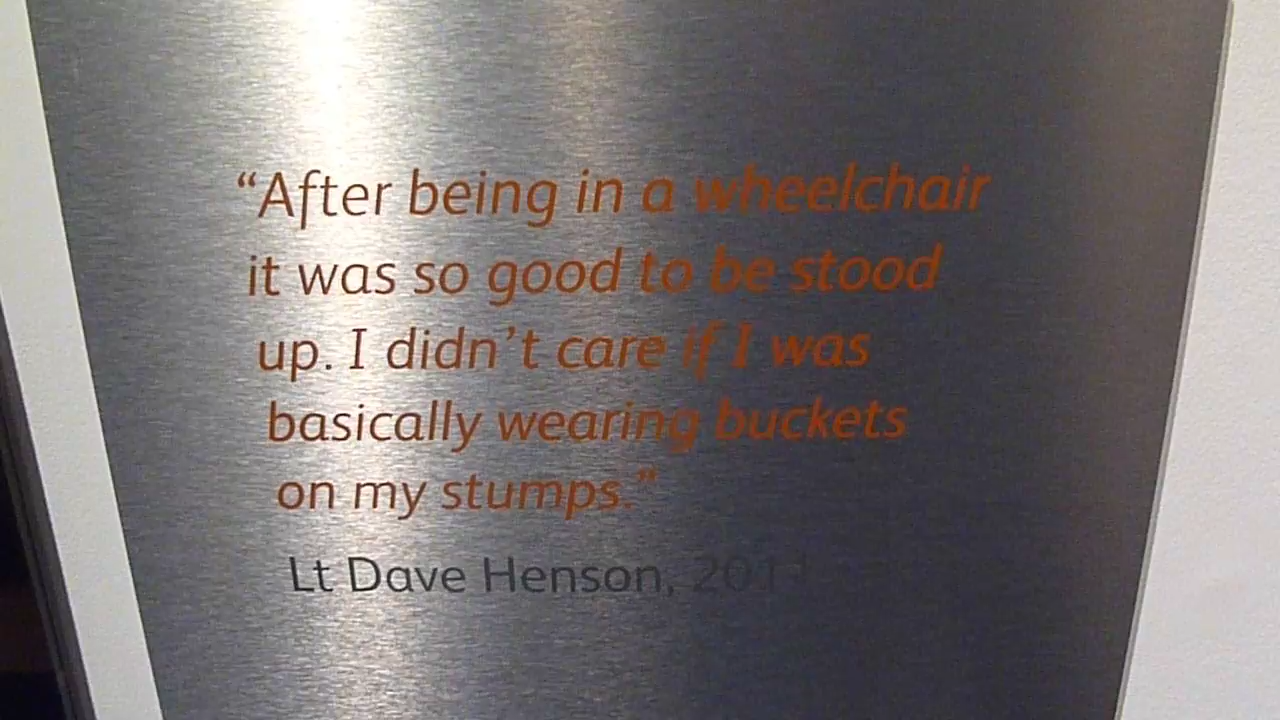 “After being in a wheelchair
it was so good to be stood
up. I didn’t care if I was
basically wearing buckets
on my stumps.”
Lt Dave Henson, 2011